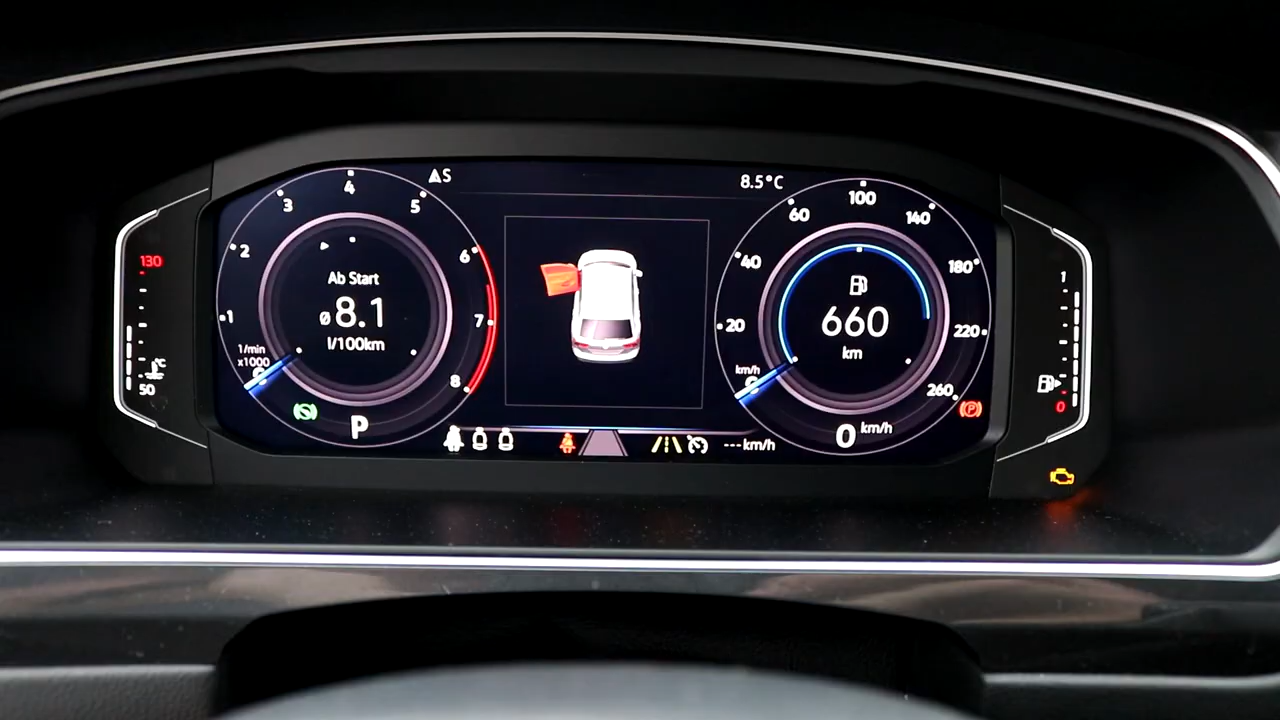 130
50
°C
1
2
3
4
5
6
7
8
1/min
x1000
Ab Start
ø8.1
l/100km
P
S
8.5°C
---km/h
20
40
60
100
140
180
220
260
km/h
660
km
0 km/h
(P)
1
0